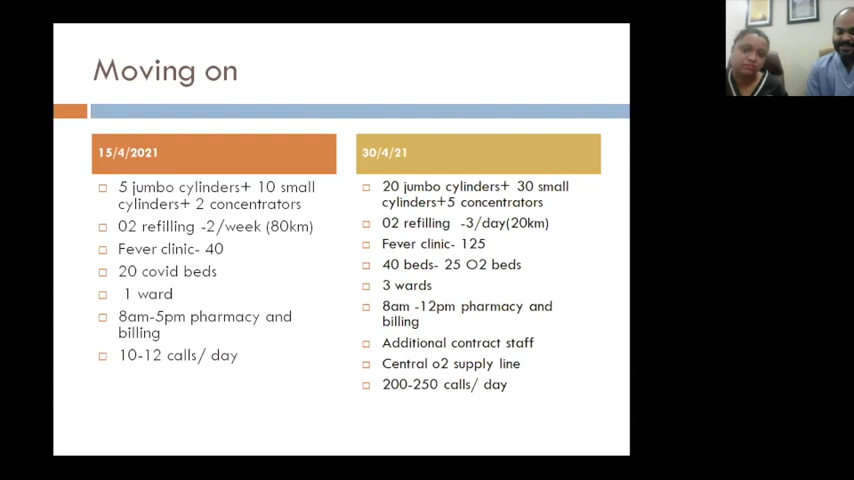 Moving on
15/4/2021
5 jumbo cylinders+ 10 small
cylinders+ 2 concentrators
02 refilling -2/week (80km)
Fever clinic- 40
20 covid beds
1 ward
8am-5pm pharmacy and
billing
10-12 calls/ day
30/4/21
20 jumbo cylinders+ 30 small
cylinders+5 concentrators
02 refilling -3/day(20km)
Fever clinic- 125
40 beds- 25 O2 beds
3 wards
8am -12pm pharmacy and
billing
Additional contract staff
Central o2 supply line
200-250 calls/ day